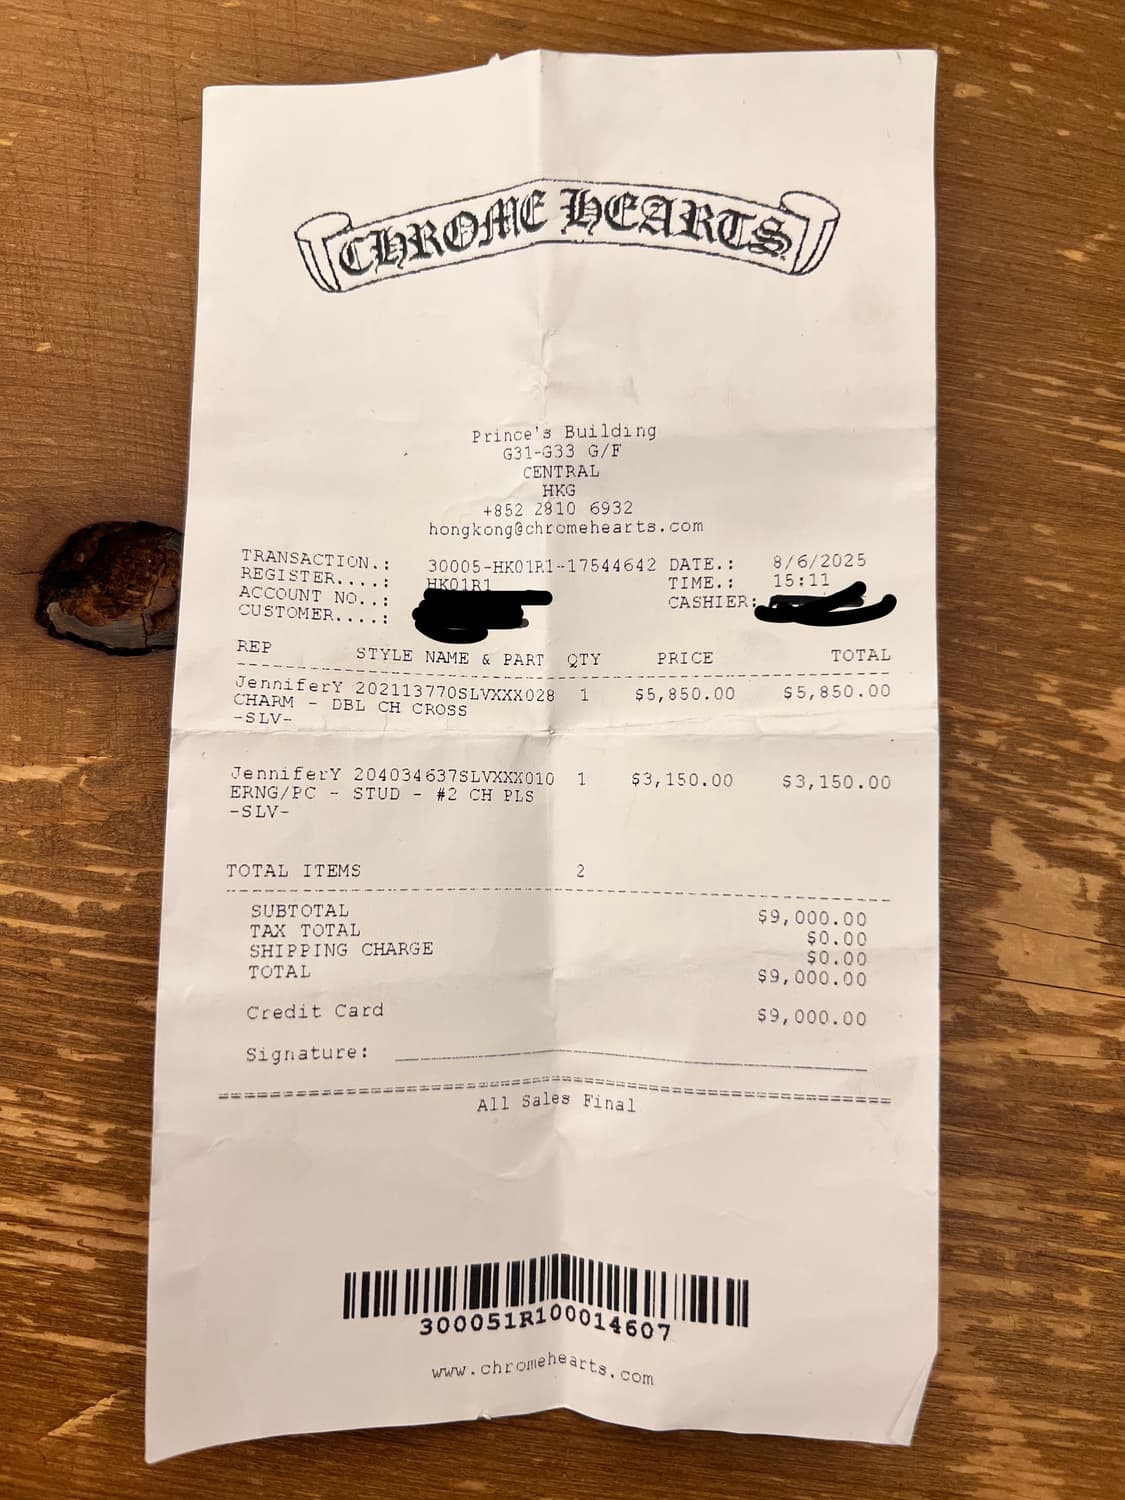 CHROME HEARTS
Prince's Building
G31-G33 G/F
CENTRAL
HKG
+852 2810 6932
hongkong@chromehearts.com
TRANSACTION.: 30005-HK01R1-17544642 DATE.: 8/6/2025
REGISTER....: HK01R1 TIME.: 15:11
ACCOUNT NO..: CASHIER:
CUSTOMER....:
REP STYLE NAME & PART QTY PRICE TOTAL
JenniferY 202113770SLVXXX028 1 $5,850.00 $5,850.00
CHARM - DBL CH CROSS
-SLV-
JenniferY 204034637SLVXXX010 1 $3,150.00 $3,150.00
ERNG/PC - STUD - #2 CH PLS
-SLV-
TOTAL ITEMS 2
SUBTOTAL $9,000.00
TAX TOTAL $0.00
SHIPPING CHARGE $0.00
TOTAL $9,000.00
Credit Card $9,000.00
Signature:
All Sales Final
300051R100014607
www.chromehearts.com